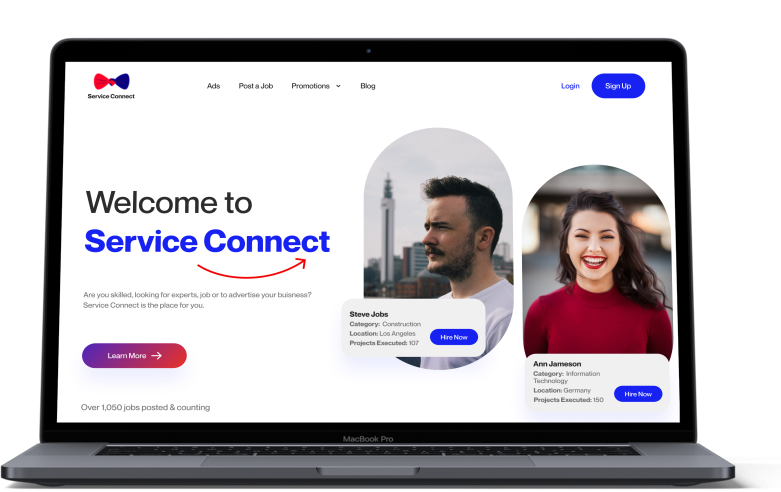 Service Connect
Ads Post a Job Promotions Blog
Login Sign Up
Welcome to
Service Connect
Are you skilled, looking for experts, job or to advertise your buisness?
Service Connect is the place for you.
Learn More
Over 1,050 jobs posted & counting
Steve Jobs
Category: Construction
Location: Los Angeles
Projects Executed: 107
Hire Now
Ann Jameson
Category: Information
Technology
Location: Germany
Projects Executed: 150
Hire Now
MacBook Pro